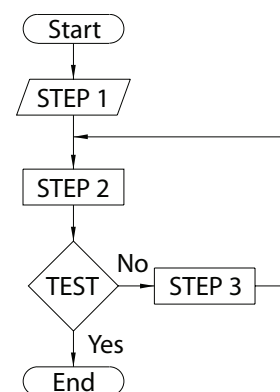 Start
STEP 1
STEP 2
TEST
No
STEP 3
Yes
End